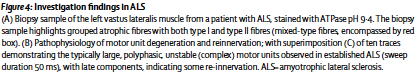 Figure 4: Investigation findings in ALS
(A) Biopsy sample of the left vastus lateralis muscle from a patient with ALS, stained with ATPase pH 9·4. The biopsy
sample highlights grouped atrophic fibres with both type I and type II fibres (mixed-type fibres, encompassed by red
box). (B) Pathophysiology of motor unit degeneration and reinnervation; with superimposition (C) of ten traces
demonstrating the typically large, polyphasic, unstable (complex) motor units observed in established ALS (sweep
duration 50 ms), with late components, indicating some re-innervation. ALS=amyotrophic lateral sclerosis.